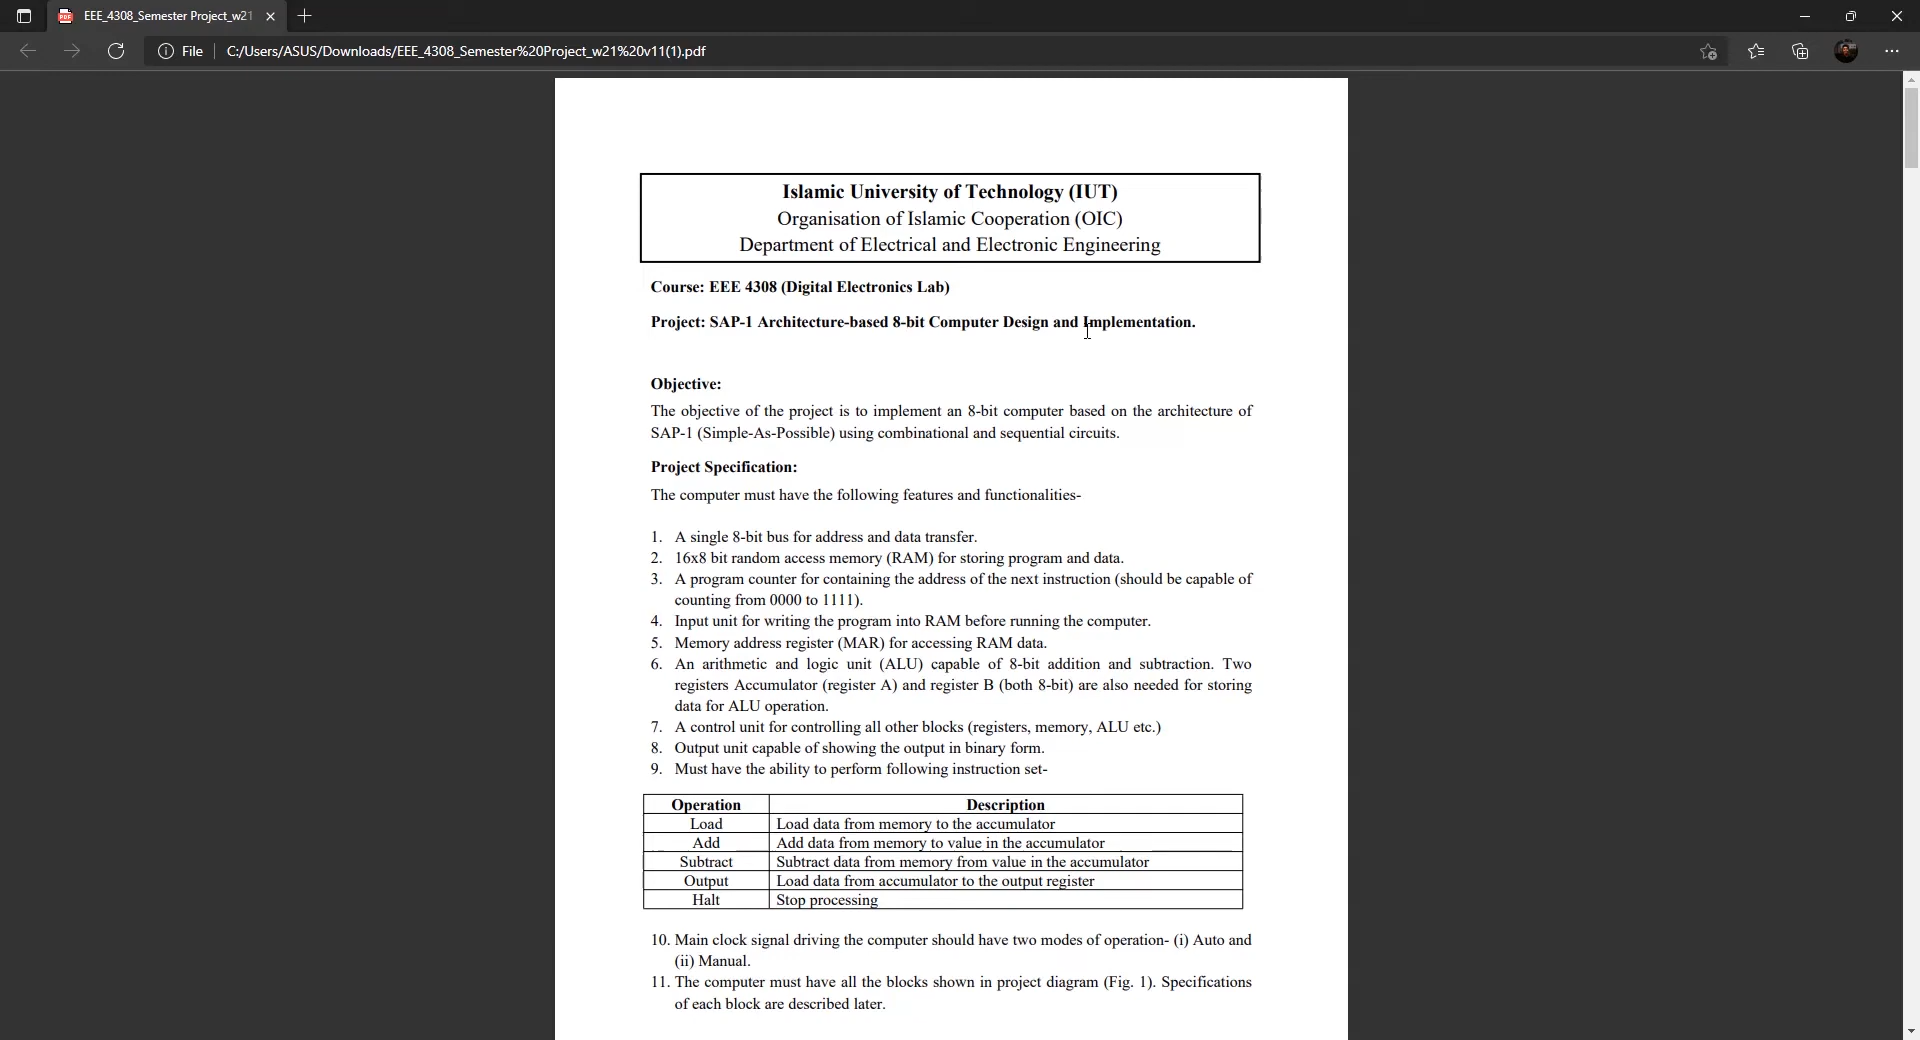 EEE_4308_Semester Project_w21
File
C:/Users/ASUS/Downloads/EEE_4308_Semester%20Project_w21%20v11(1).pdf
Islamic University of Technology (IUT)
Organisation of Islamic Cooperation (OIC)
Department of Electrical and Electronic Engineering
Course: EEE 4308 (Digital Electronics Lab)
Project: SAP-1 Architecture-based 8-bit Computer Design and Implementation.
Objective:
The objective of the project is to implement an 8-bit computer based on the architecture of
SAP-1 (Simple-As-Possible) using combinational and sequential circuits.
Project Specification:
The computer must have the following features and functionalities-
1. A single 8-bit bus for address and data transfer.
2. 16x8 bit random access memory (RAM) for storing program and data.
3. A program counter for containing the address of the next instruction (should be capable of
counting from 0000 to 1111).
4. Input unit for writing the program into RAM before running the computer.
5. Memory address register (MAR) for accessing RAM data.
6. An arithmetic and logic unit (ALU) capable of 8-bit addition and subtraction. Two
registers Accumulator (register A) and register B (both 8-bit) are also needed for storing
data for ALU operation.
7. A control unit for controlling all other blocks (registers, memory, ALU etc.)
8. Output unit capable of showing the output in binary form.
9. Must have the ability to perform following instruction set-
Operation Description
Load Load data from memory to the accumulator
Add Add data from memory to value in the accumulator
Subtract Subtract data from memory from value in the accumulator
Output Load data from accumulator to the output register
Halt Stop processing
10. Main clock signal driving the computer should have two modes of operation- (i) Auto and
(ii) Manual.
11. The computer must have all the blocks shown in project diagram (Fig. 1). Specifications
of each block are described later.